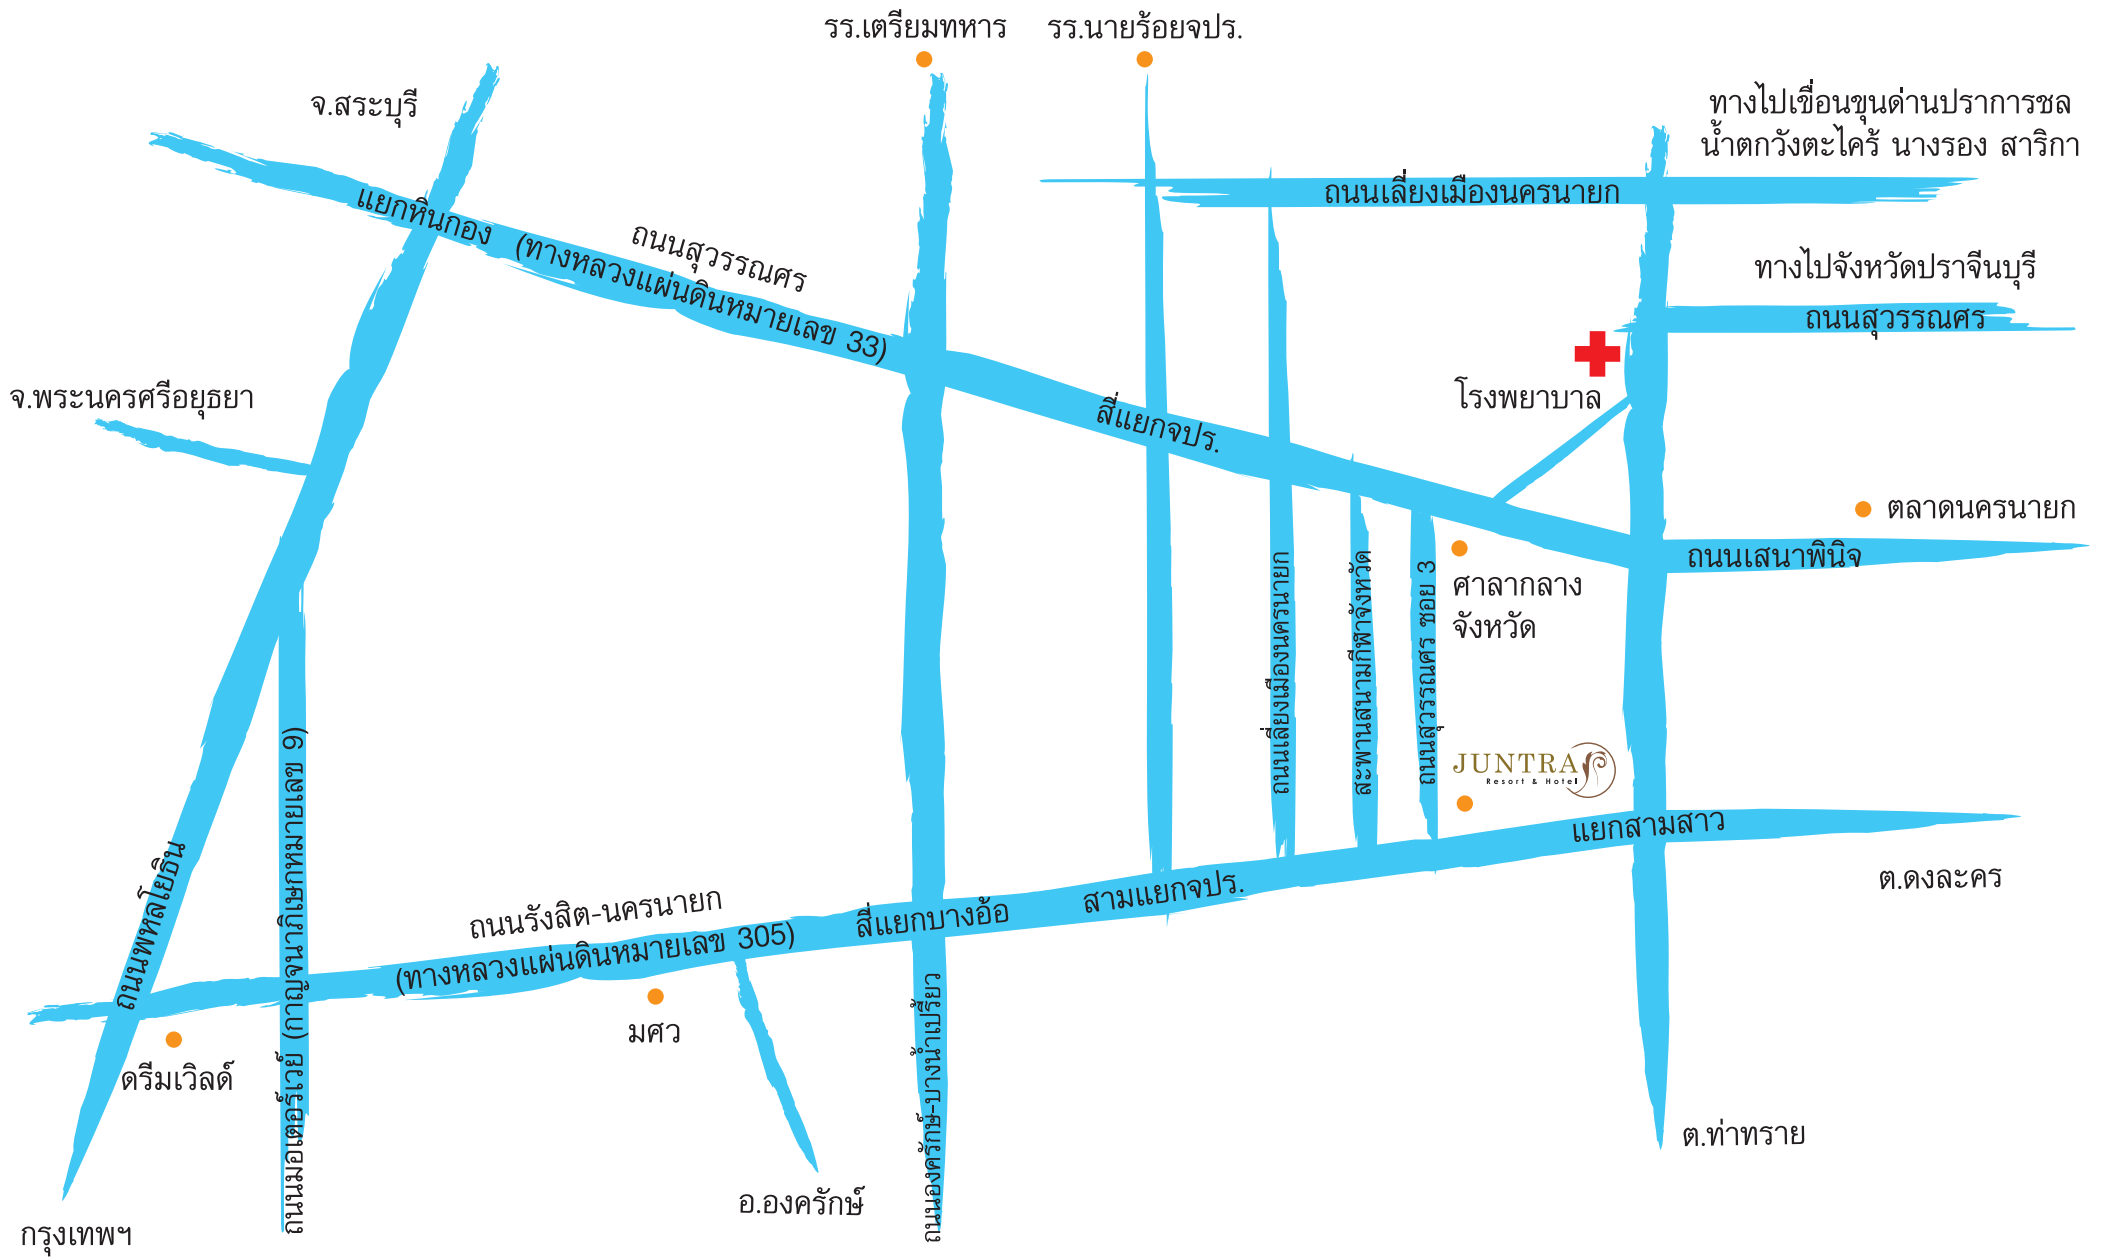 รร.เตรียมทหาร
รร.นายร้อยจปร.
จ.สระบุรี
ทางไปเขื่อนขุนด่านปราการชล
น้ำตกวังตะไคร้ นางรอง สาริกา
ถนนเลี่ยงเมืองนครนายก
แยกหินกอง
(ทางหลวงแผ่นดินหมายเลข 33)
ถนนสุวรรณศร
ทางไปจังหวัดปราจีนบุรี
ถนนสุวรรณศร
จ.พระนครศรีอยุธยา
โรงพยาบาล
สี่แยกจปร.
ตลาดนครนายก
ถนนเสนาพินิจ
ศาลากลาง
จังหวัด
ถนนเลี่ยงเมืองนครนายก
สะพานสนามกีฬาจังหวัด
ถนนสุวรรณศร ซอย 3
JUNTRA
Resort & Hotel
แยกสามสาว
ต.ดงละคร
ถนนพหลโยธิน
ถนนมอเตอร์เวย์ (กาญจนาภิเษกหมายเลข 9)
ถนนรังสิต-นครนายก
(ทางหลวงแผ่นดินหมายเลข 305)
สี่แยกบางอ้อ
สามแยกจปร.
มศว
ดรีมเวิลด์
ถนนองครักษ์-บางน้ำเปรี้ยว
ต.ท่าทราย
อ.องครักษ์
กรุงเทพฯ